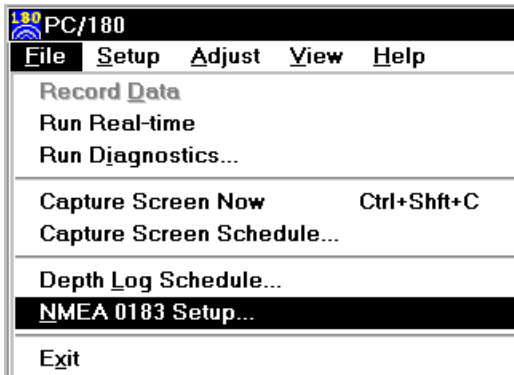 180 PC/180
File Setup Adjust View Help
Record Data
Run Real-time
Run Diagnostics...
Capture Screen Now Ctrl+Shft+C
Capture Screen Schedule...
Depth Log Schedule...
NMEA 0183 Setup...
Exit